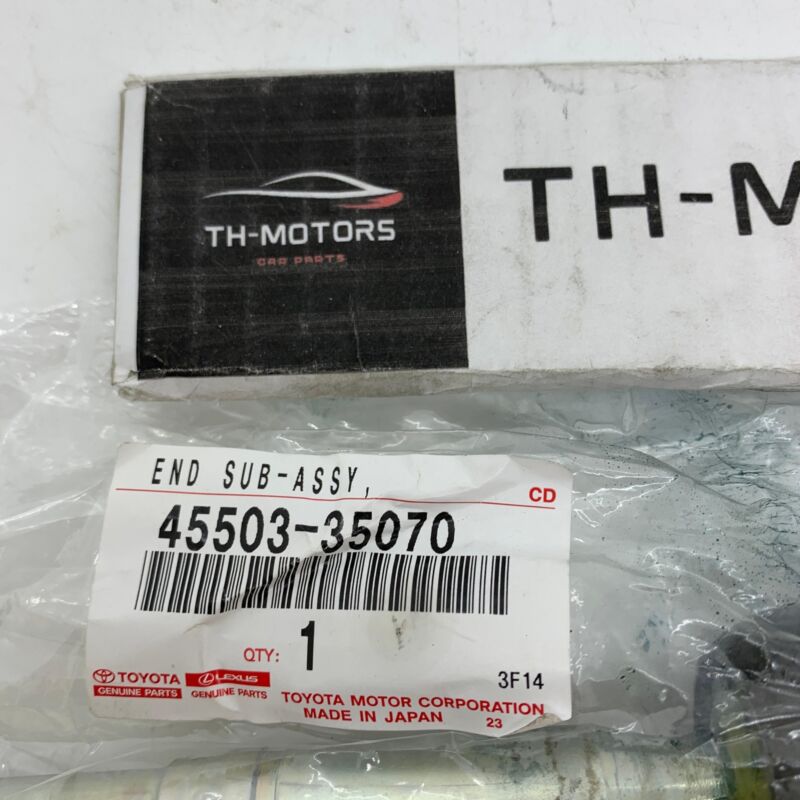 TH-MOTORS
CAR PARTS
TH-M
END SUB-ASSY,
CD
45503-35070
QTY: 1
3F14
TOYOTA
GENUINE PARTS
LEXUS
GENUINE PARTS
TOYOTA MOTOR CORPORATION
MADE IN JAPAN 23